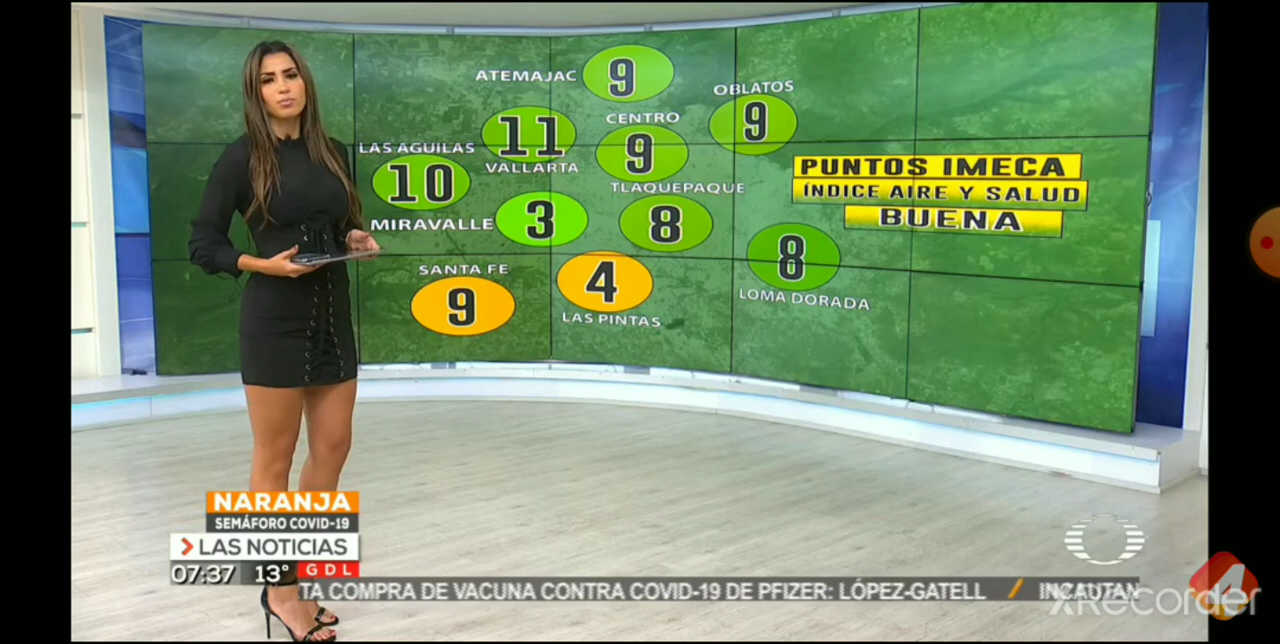 ATEMAJAC
9
OBLATOS
9
11
VALLARTA
CENTRO
9
LAS AGUILAS
10
PUNTOS IMECA
ÍNDICE AIRE Y SALUD
BUENA
MIRAVALLE
3
TLAQUEPAQUE
8
8
LOMA DORADA
SANTA FE
9
4
LAS PINTAS
NARANJA
SEMÁFORO COVID-19
LAS NOTICIAS
07:37 13° GDL
TA COMPRA DE VACUNA CONTRA COVID-19 DE PFIZER: LÓPEZ-GATELL / INCAUTAN
4
XRecorder